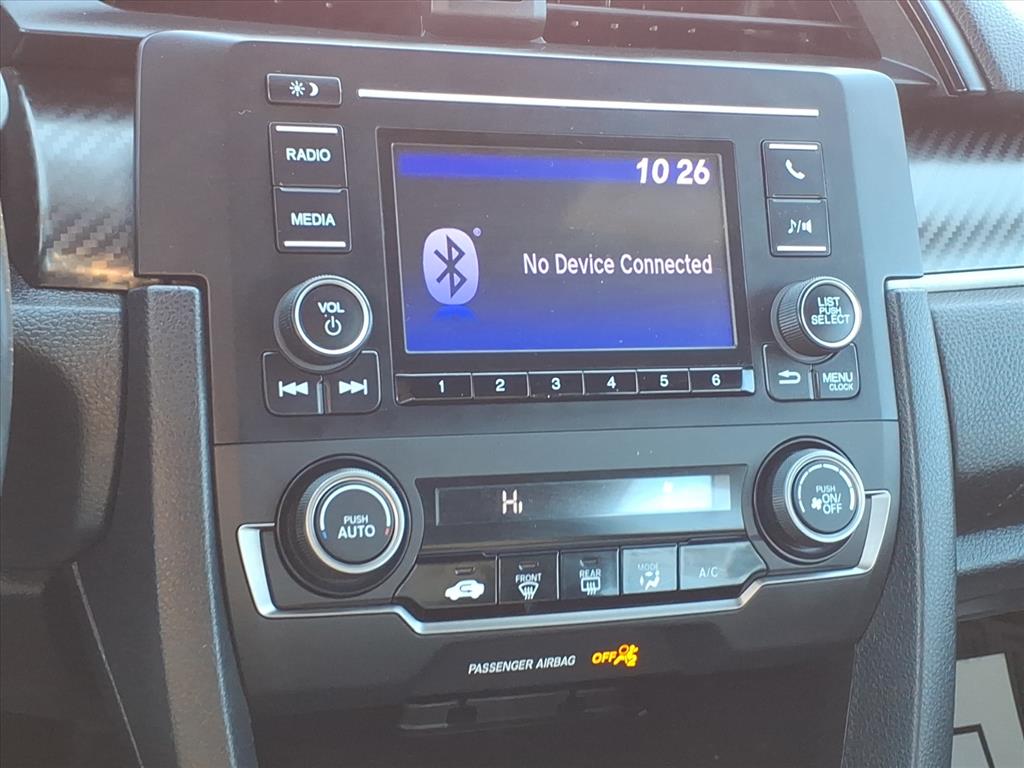 RADIO
MEDIA
10 26
®
No Device Connected
VOL
LIST
PUSH
SELECT
1 2 3 4 5 6
MENU
CLOCK
PUSH
AUTO
Hi
PUSH
ON/
OFF
FRONT
REAR
MODE
A/C
PASSENGER AIRBAG OFF